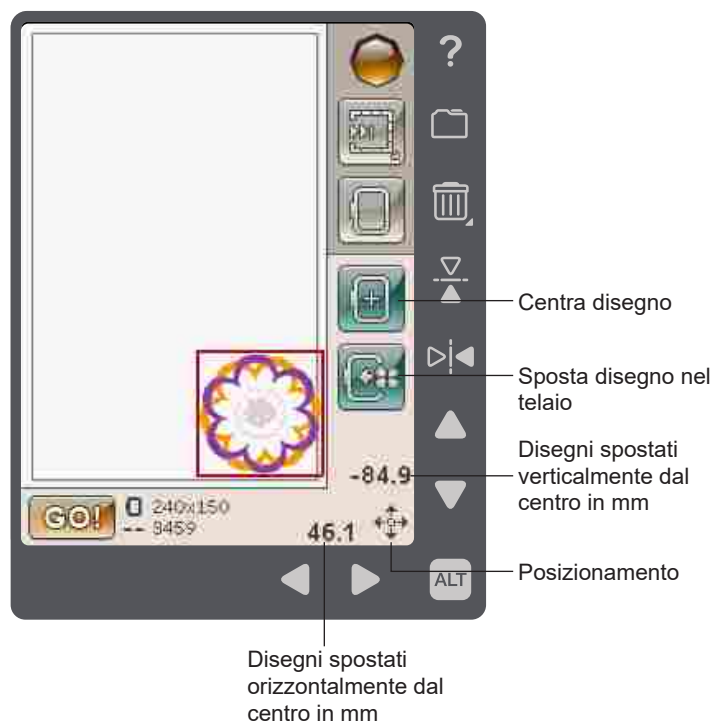 ?
Centra disegno
Sposta disegno nel
telaio
Disegni spostati
verticalmente dal
centro in mm
-84.9
GO!
240x150
9459
46.1
Posizionamento
ALT
Disegni spostati
orizzontalmente dal
centro in mm